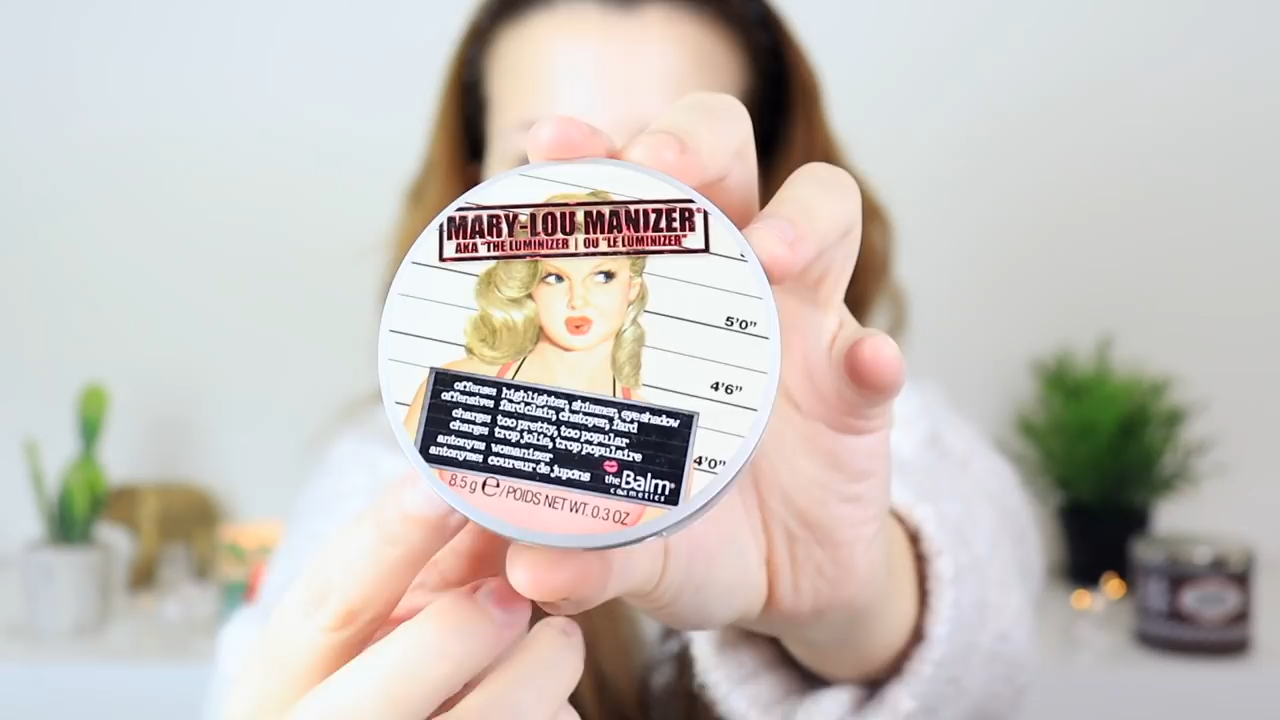 MARY-LOU MANIZER®
AKA "THE LUMINIZER | OU "LE LUMINIZER"
5'0"
4'6"
4'0"
offense: highlighter, shimmer, eyeshadow
offensive: fard clair, chatoyer, fard
charge: too pretty, too popular
charge: trop jolie, trop populaire
antonym: womanizer
antonyme: coureur de jupons
theBalm®
cosmetics
8.5 g e/POIDS NET WT. 0.3 OZ